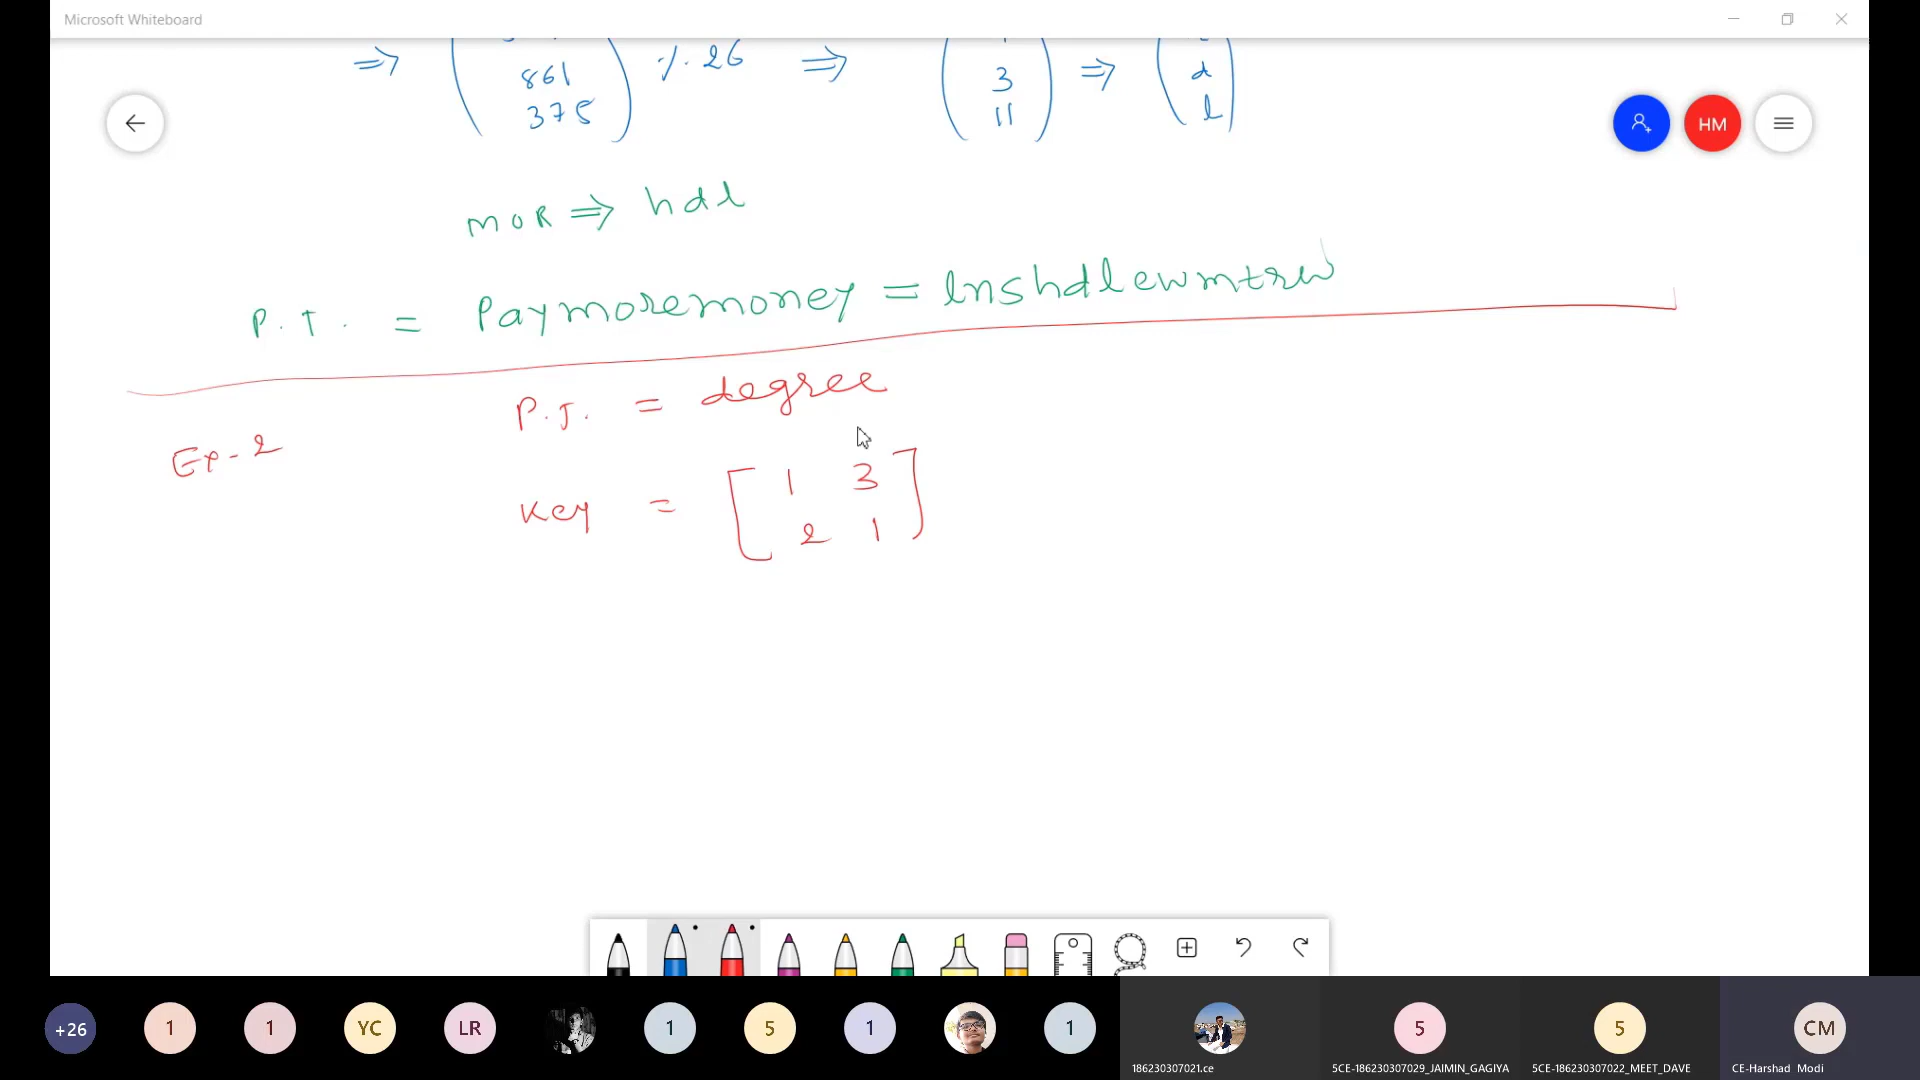 Microsoft Whiteboard
⇒ 861 375 % 26 ⇒ 3 11 ⇒ d l
MOR ⇒ hdl
P.T. = Paymoremoney = lnshdlewmtrw
Ex-2
P.T. = degree
Key = [ 1 3
2 1 ]
HM
+26
1
1
YC
LR
1
5
1
1
186230307021.ce
5
5CE-186230307029_JAIMIN_GAGIYA
5
5CE-186230307022_MEET_DAVE
CM
CE-Harshad Modi